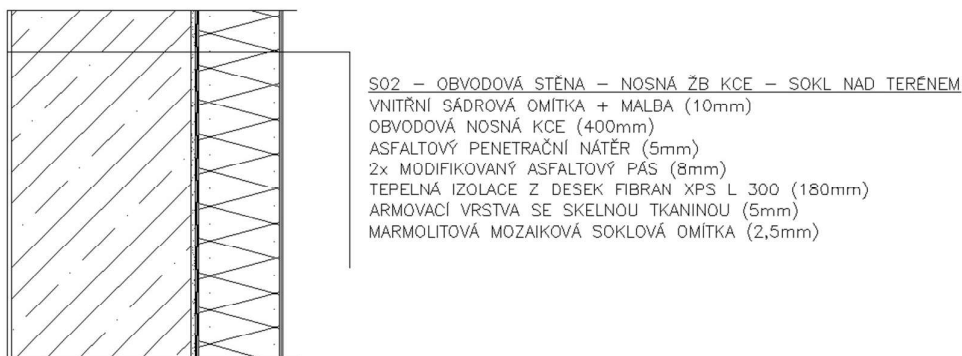 S02 – OBVODOVÁ STĚNA – NOSNÁ ŽB KCE – SOKL NAD TERÉNEM
VNITŘNÍ SÁDROVÁ OMÍTKA + MALBA (10mm)
OBVODOVÁ NOSNÁ KCE (400mm)
ASFALTOVÝ PENETRAČNÍ NÁTĚR (5mm)
2x MODIFIKOVANÝ ASFALTOVÝ PÁS (8mm)
TEPELNÁ IZOLACE Z DESEK FIBRAN XPS L 300 (180mm)
ARMOVACÍ VRSTVA SE SKELNOU TKANINOU (5mm)
MARMOLITOVÁ MOZAIKOVÁ SOKLOVÁ OMÍTKA (2,5mm)